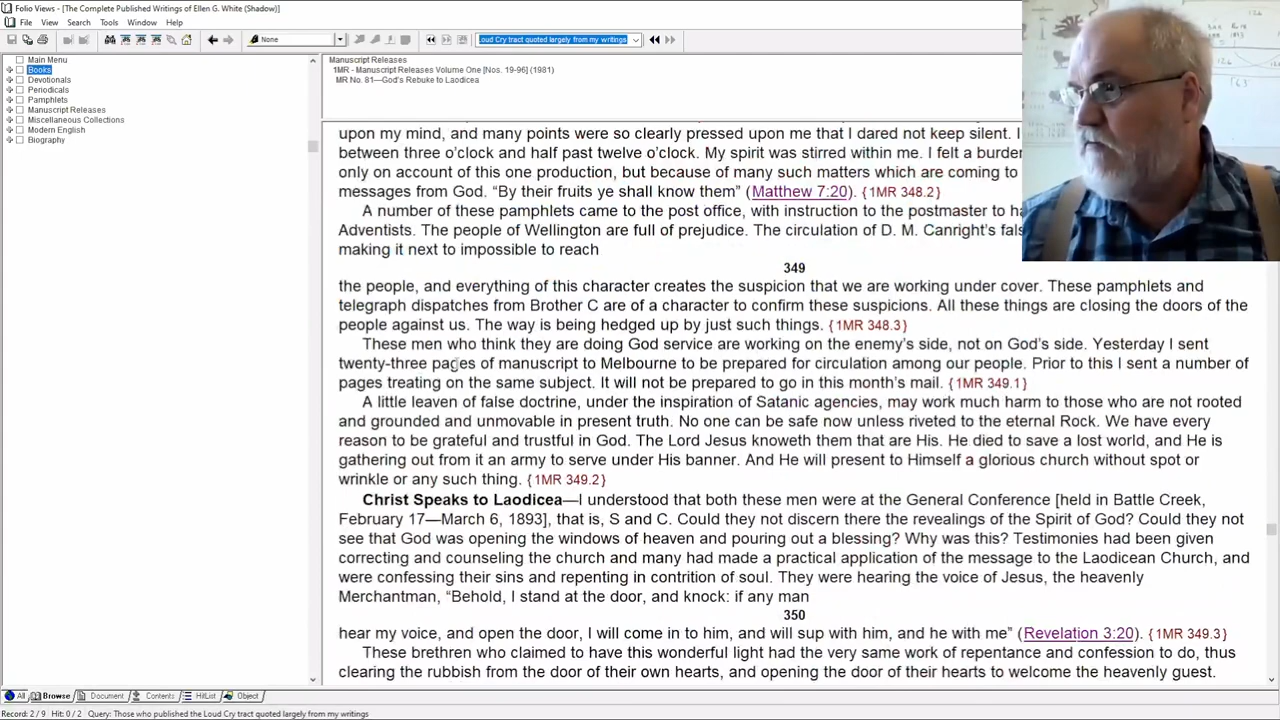 Folio Views - [The Complete Published Writings of Ellen G. White (Shadow)]
File View Search Tools Window Help
None
Loud Cry tract quoted largely from my writings
Main Menu
Books
Devotionals
Periodicals
Pamphlets
Manuscript Releases
Miscellaneous Collections
Modern English
Biography
Manuscript Releases
1MR - Manuscript Releases Volume One [Nos. 19-96] (1981)
MR No. 81—God's Rebuke to Laodicea
upon my mind, and many points were so clearly pressed upon me that I dared not keep silent. I
between three o'clock and half past twelve o'clock. My spirit was stirred within me. I felt a burden
only on account of this one production, but because of many such matters which are coming to
messages from God. “By their fruits ye shall know them” (Matthew 7:20). {1MR 348.2}
A number of these pamphlets came to the post office, with instruction to the postmaster to
Adventists. The people of Wellington are full of prejudice. The circulation of D. M. Canright's
making it next to impossible to reach
349
the people, and everything of this character creates the suspicion that we are working under cover. These pamphlets and
telegraph dispatches from Brother C are of a character to confirm these suspicions. All these things are closing the doors of the
people against us. The way is being hedged up by just such things. {1MR 348.3}
These men who think they are doing God service are working on the enemy's side, not on God's side. Yesterday I sent
twenty-three pages of manuscript to Melbourne to be prepared for circulation among our people. Prior to this I sent a number of
pages treating on the same subject. It will not be prepared to go in this month's mail. {1MR 349.1}
A little leaven of false doctrine, under the inspiration of Satanic agencies, may work much harm to those who are not rooted
and grounded and unmovable in present truth. No one can be safe now unless riveted to the eternal Rock. We have every
reason to be grateful and trustful in God. The Lord Jesus knoweth them that are His. He died to save a lost world, and He is
gathering out from it an army to serve under His banner. And He will present to Himself a glorious church without spot or
wrinkle or any such thing. {1MR 349.2}
Christ Speaks to Laodicea—I understood that both these men were at the General Conference [held in Battle Creek,
February 17—March 6, 1893], that is, S and C. Could they not discern there the revealings of the Spirit of God? Could they not
see that God was opening the windows of heaven and pouring out a blessing? Why was this? Testimonies had been given
correcting and counseling the church and many had made a practical application of the message to the Laodicean Church, and
were confessing their sins and repenting in contrition of soul. They were hearing the voice of Jesus, the heavenly
Merchantman, “Behold, I stand at the door, and knock: if any man
350
hear my voice, and open the door, I will come in to him, and will sup with him, and he with me” (Revelation 3:20). {1MR 349.3}
These brethren who claimed to have this wonderful light had the very same work of repentance and confession to do, thus
clearing the rubbish from the door of their own hearts, and opening the door of their hearts to welcome the heavenly guest.
All Browse Document Contents HitList Object
Record: 2 / 9 Hit: 0 / 2 Query: Those who published the Loud Cry tract quoted largely from my writings